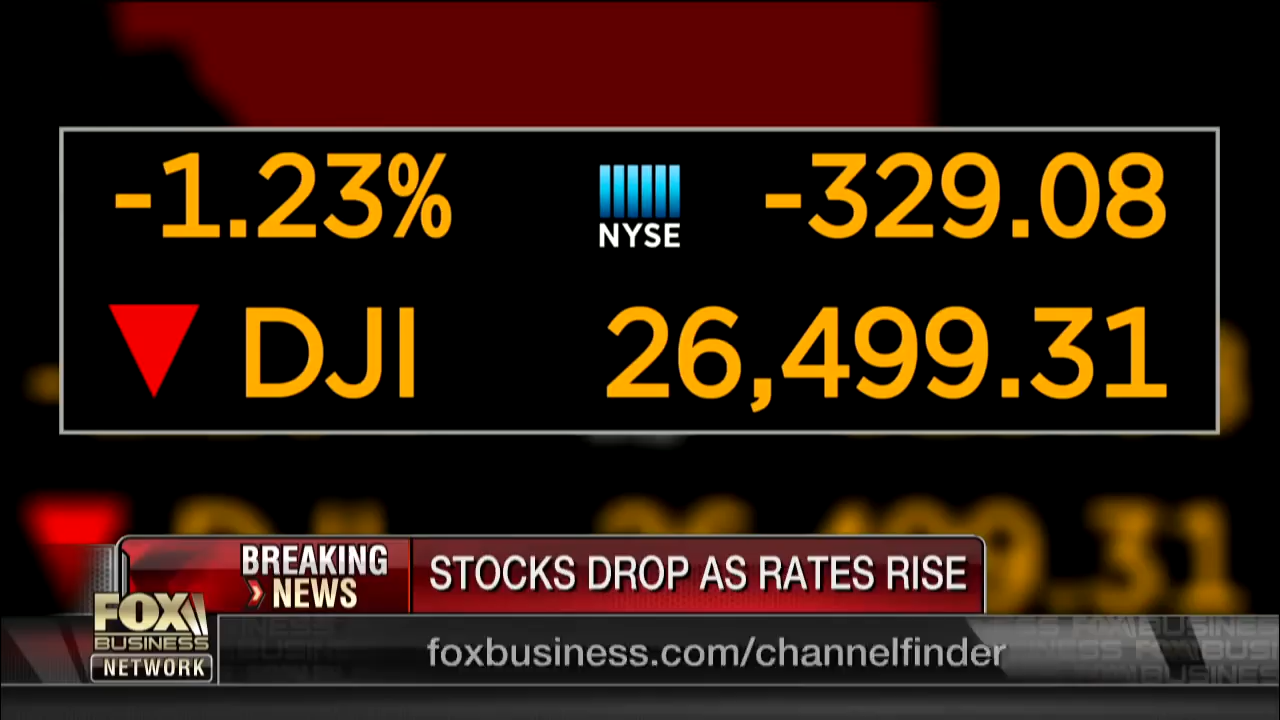 -1.23%
NYSE
-329.08
DJI
26,499.31
BREAKING
NEWS
STOCKS DROP AS RATES RISE
FOX
BUSINESS
NETWORK
foxbusiness.com/channelfinder